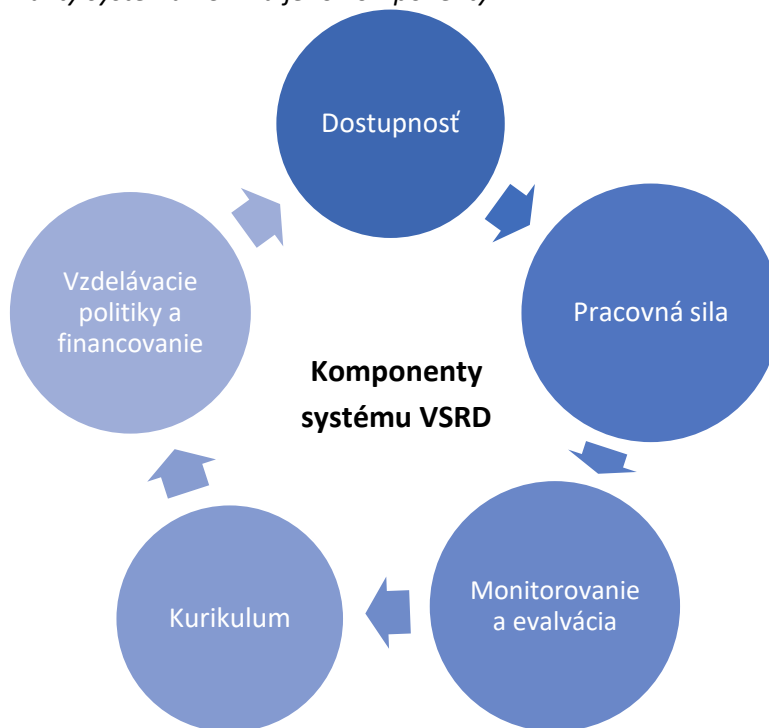 Dostupnosť
Pracovná sila
Monitorovanie
a evalvácia
Kurikulum
Vzdelávacie
politiky a
financovanie
Komponenty
systému VSRD